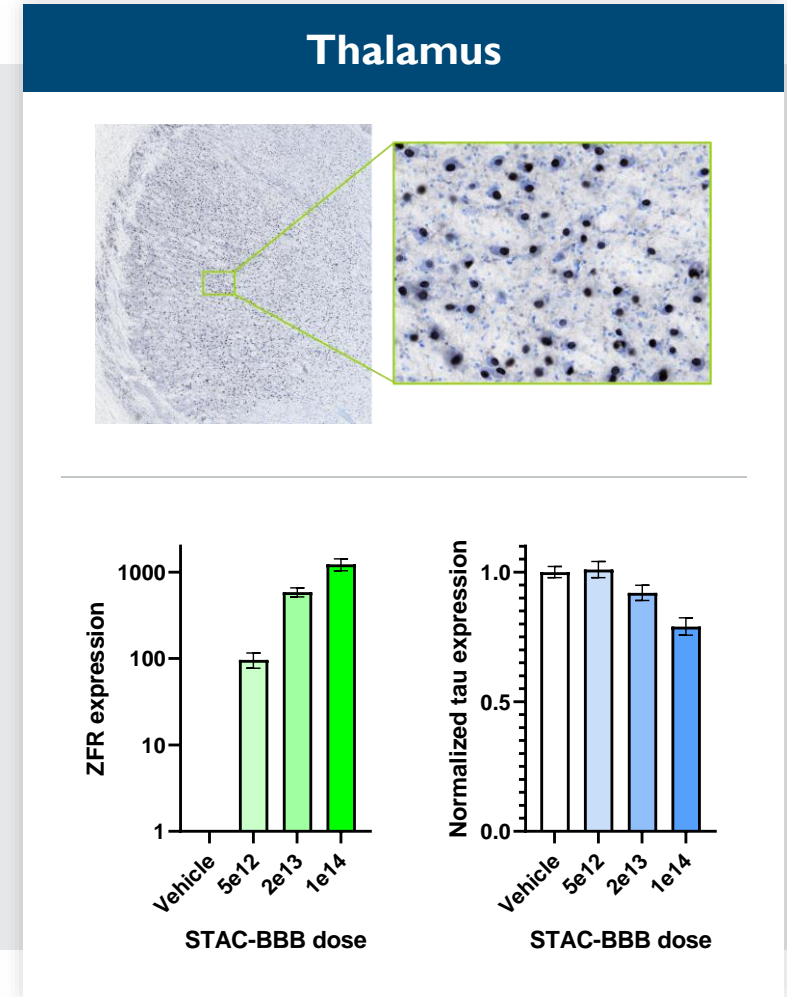 Thalamus
ZFR expression
1000
100
10
1
Vehicle
5e12
2e13
1e14
STAC-BBB dose
Normalized tau expression
1.0
0.5
0.0
Vehicle
5e12
2e13
1e14
STAC-BBB dose